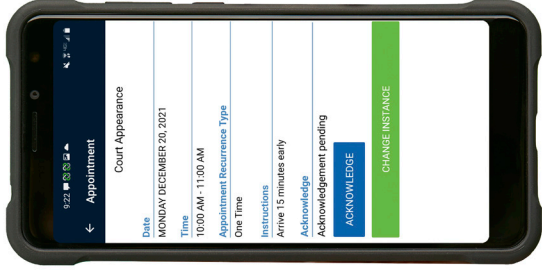 9:22
Appointment
Court Appearance
Date
MONDAY DECEMBER 20, 2021
Time
10:00 AM - 11:00 AM
Appointment Recurrence Type
One Time
Instructions
Arrive 15 minutes early
Acknowledge
Acknowledgement pending
ACKNOWLEDGE
CHANGE INSTANCE